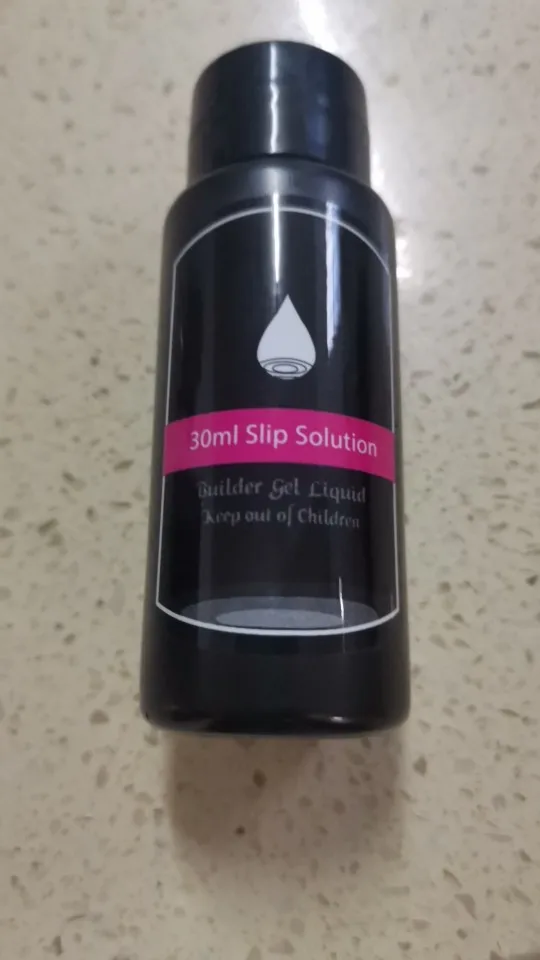 30ml Slip Solution
Builder Gel Liquid
Keep out of Children